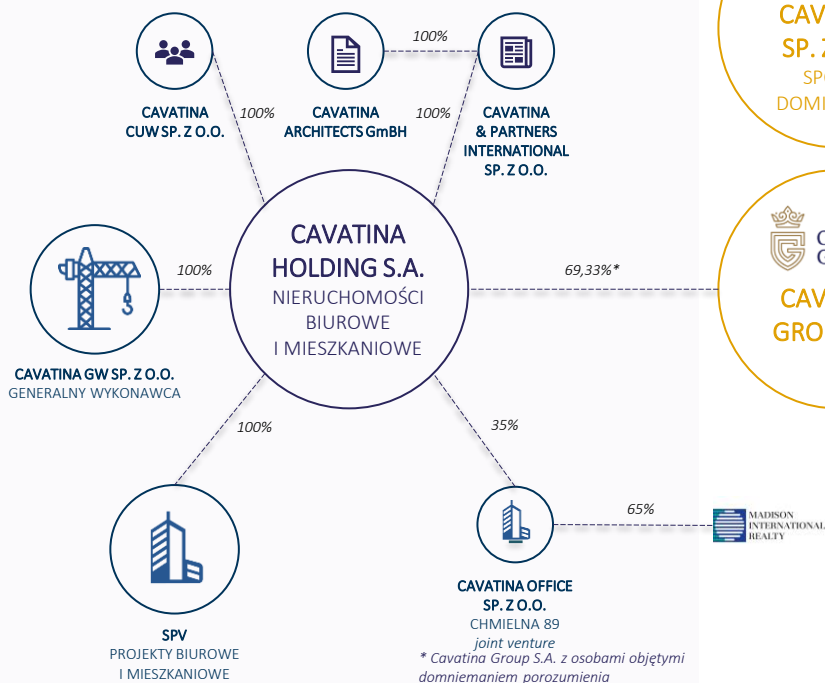 100%
CAVATINA
CUW SP. Z O.O.
100%
CAVATINA
ARCHITECTS GmBH
100%
CAVATINA
& PARTNERS
INTERNATIONAL
SP. Z O.O.
SP.
CAVATINA
HOLDING S.A.
NIERUCHOMOŚCI
BIUROWE
I MIESZKANIOWE
100%
69,33%*
CAVATINA GW SP. Z O.O.
GENERALNY WYKONAWCA
100%
35%
65%
MADISON
INTERNATIONAL
REALTY
SPV
PROJEKTY BIUROWE
I MIESZKANIOWE
CAVATINA OFFICE
SP. Z O.O.
CHMIELNA 89
joint venture
* Cavatina Group S.A. z osobami objętymi
domniemaniem porozumienia